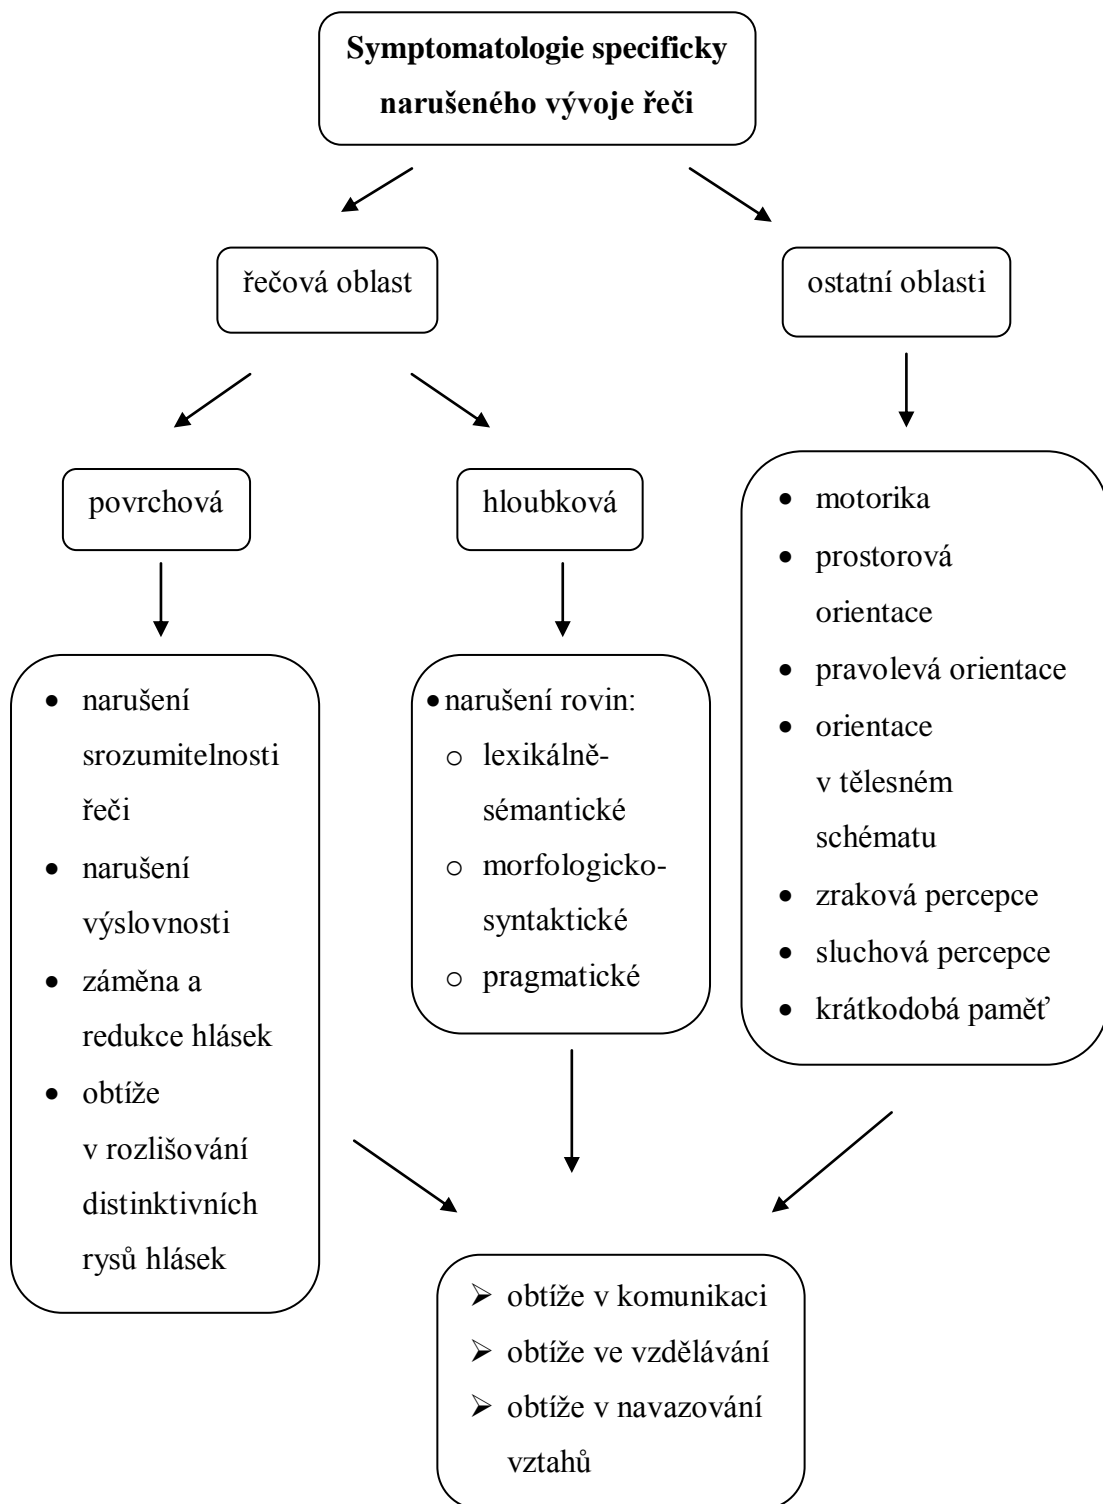 Symptomatologie specificky
narušeného vývoje řeči
řečová oblast
ostatní oblasti
povrchová
hloubková
• motorika
• prostorová
orientace
• pravolevá orientace
• orientace
v tělesném
schématu
• zraková percepce
• sluchová percepce
• krátkodobá paměť
• narušení
srozumitelnosti
řeči
• narušení
výslovnosti
• záměna a
redukce hlásek
• obtíže
v rozlišování
distinktivních
rysů hlásek
• narušení rovin:
o lexikálně-
sémantické
o morfologicko-
syntaktické
o pragmatické
➢ obtíže v komunikaci
➢ obtíže ve vzdělávání
➢ obtíže v navazování
vztahů